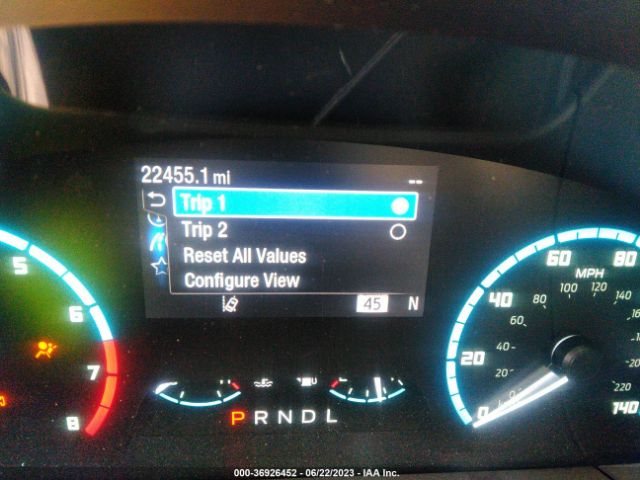 22455.1 mi --
Trip 1
Trip 2
Reset All Values
Configure View
45 N
5
6
7
8
P R N D L
0 20 40 60 80 140
MPH
0 20 40 60 80 100 120 140 220
000-36926452 - 06/22/2023 - IAA Inc.